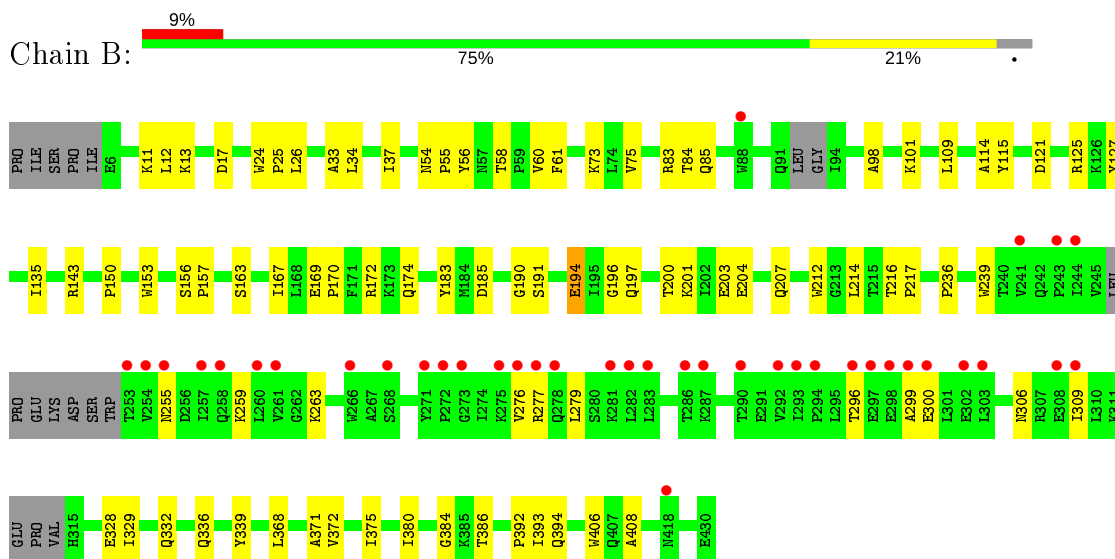 9%
Chain B:
75% 21% •
PRO ILE SER PRO ILE E6 K11 L12 K13 D17 W24 P25 L26 A33 L34 I37 N54 P55 Y56 N57 T58 P59 V60 F61 K73 L74 V75 R83 T84 Q85 W88 Q91 LEU GLY I94 A98 K101 L109 A114 Y115 D121 R125 K126 Y127
I135 R143 P150 W153 S156 P157 S163 I167 L168 E169 P170 F171 R172 K173 Q174 Y183 M184 D185 G190 S191 E194 I195 G196 Q197 T200 K201 I202 E203 E204 Q207 W212 G213 L214 T215 T216 P217 P236 W239 T240 V241 Q242 P243 I244 V245 LEU
PRO GLU LYS ASP SER TRP T253 V254 N255 D256 I257 Q258 K259 L260 V261 G262 K263 W266 A267 S268 Y271 P272 G273 I274 K275 V276 R277 Q278 L279 S280 K281 L282 L283 T286 K287 T290 E291 V292 I293 P294 L295 T296 E297 E298 A299 E300 L301 E302 L303 N306 R307 E308 I309 L310 K311
GLU PRO VAL H315 E328 I329 Q332 Q336 Y339 L368 A371 V372 I375 I380 G384 K385 T386 P392 I393 Q394 W406 Q407 A408 N418 E430